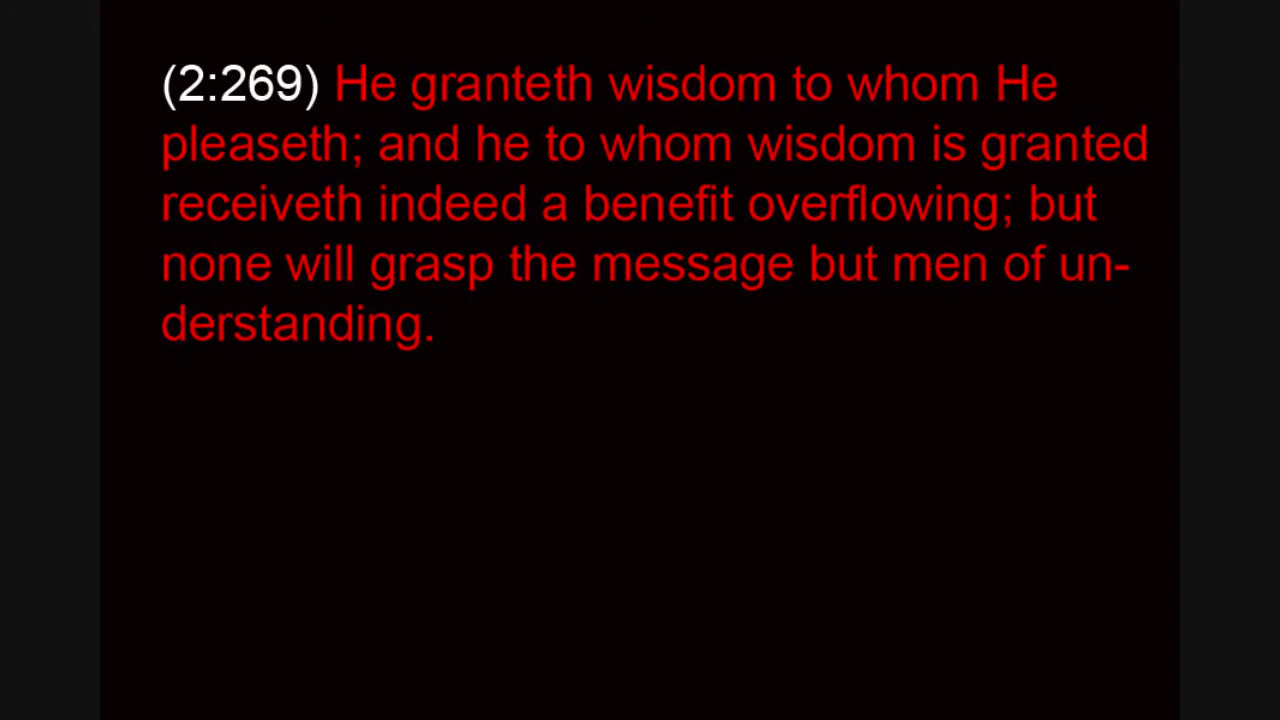 (2:269) He granteth wisdom to whom He
pleaseth; and he to whom wisdom is granted
receiveth indeed a benefit overflowing; but
none will grasp the message but men of un-
derstanding.